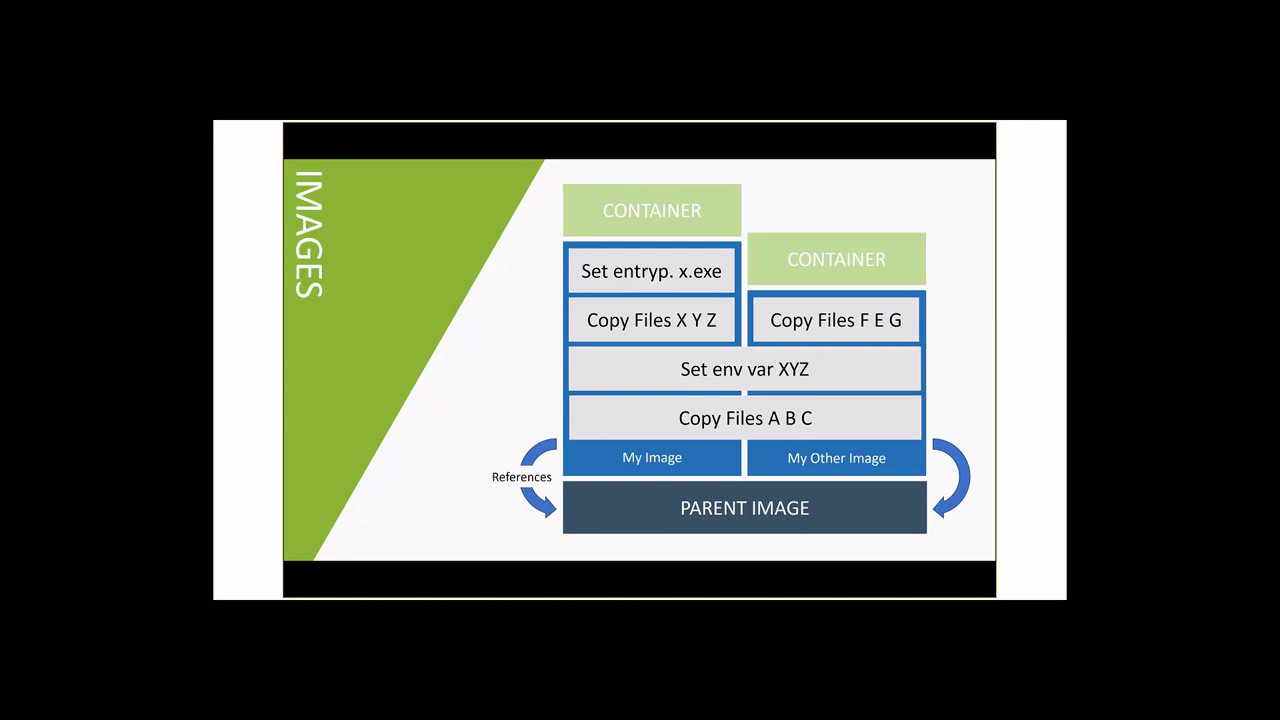 IMAGES
CONTAINER
CONTAINER
Set entryp. x.exe
Copy Files X Y Z
Copy Files F E G
Set env var XYZ
Copy Files A B C
My Image
My Other Image
References
PARENT IMAGE